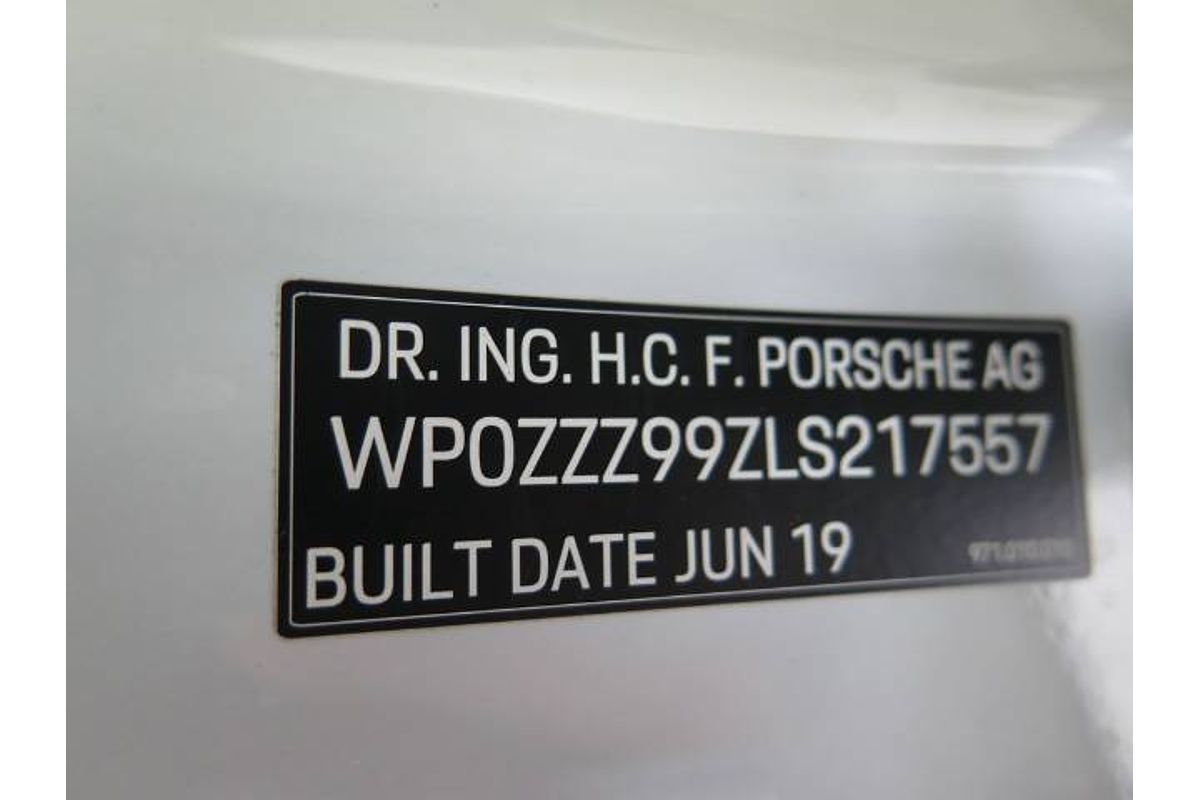 DR. ING. H.C. F. PORSCHE AG
WP0ZZZ99ZLS217557
BUILT DATE JUN 19